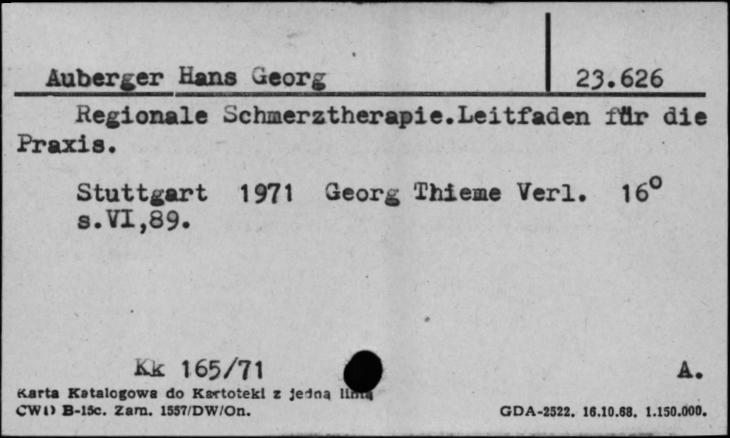 Auberger Hans Georg 23.626
Regionale Schmerztherapie.Leitfaden für die
Praxis.
Stuttgart 1971 Georg Thieme Verl. 16°
s.VI,89.
Kk 165/71 A.
Karta Katalogowa do Kartoteki z jedną linią
CWD B-15c. Zam. 1557/DW/On. GDA-2522. 16.10.68. 1.150.000.